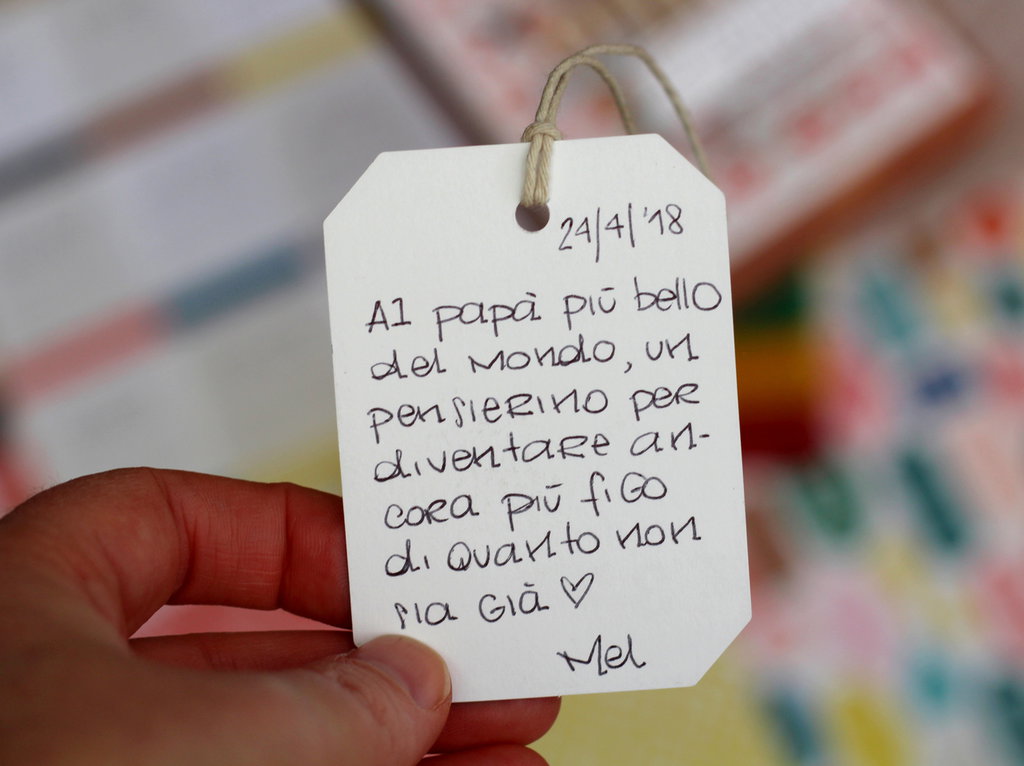 24/4/'18
Al papà più bello
del mondo, un
pensierino per
diventare an-
cora più figo
di quanto non
sia già ♡
Mel